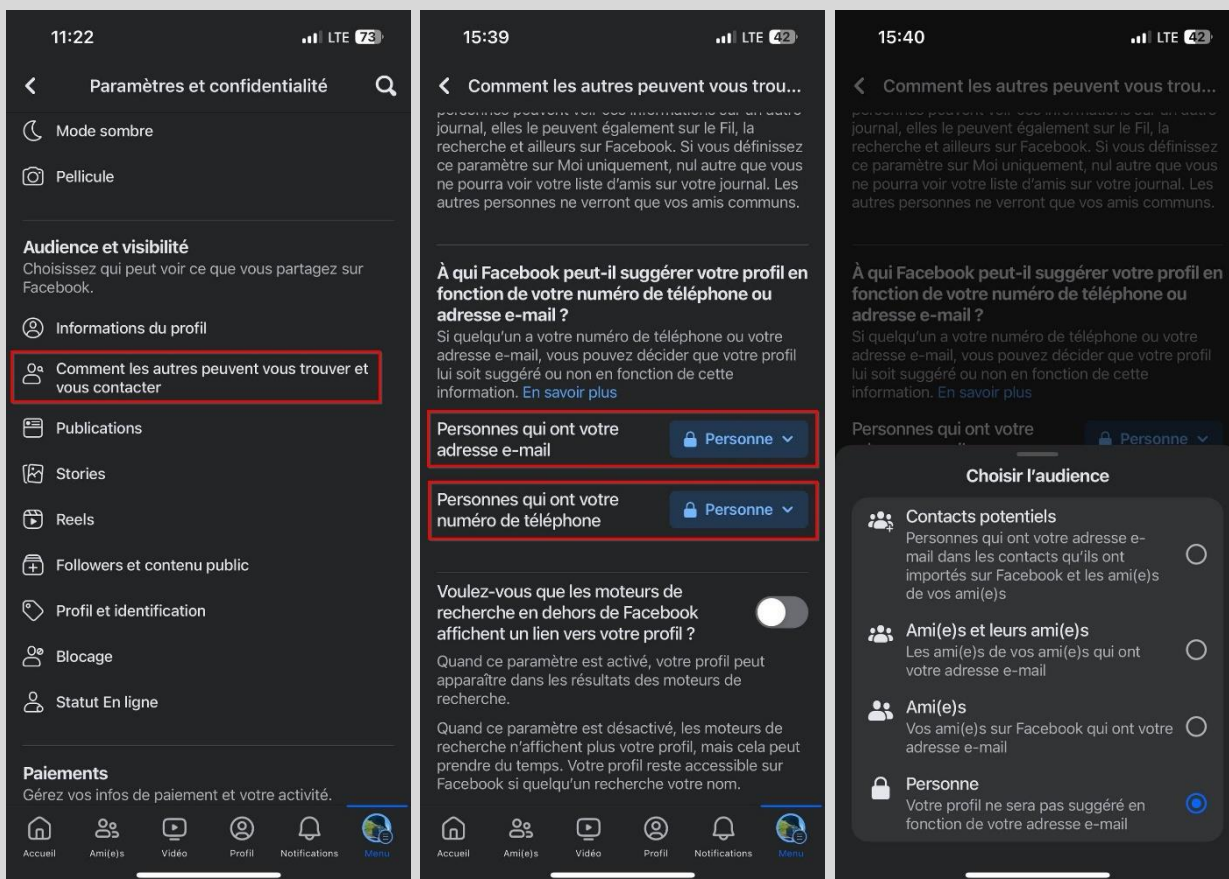 11:22
LTE 73
Paramètres et confidentialité
Mode sombre
Pellicule
Audience et visibilité
Choisissez qui peut voir ce que vous partagez sur
Facebook.
Informations du profil
Comment les autres peuvent vous trouver et
vous contacter
Publications
Stories
Reels
Followers et contenu public
Profil et identification
Blocage
Statut En ligne
Paiements
Gérez vos infos de paiement et votre activité.
Accueil
Ami(e)s
Vidéo
Profil
Notifications
Menu
15:39
LTE 42
Comment les autres peuvent vous trou...
personnes peuvent voir ces informations sur un autre
journal, elles le peuvent également sur le Fil, la
recherche et ailleurs sur Facebook. Si vous définissez
ce paramètre sur Moi uniquement, nul autre que vous
ne pourra voir votre liste d'amis sur votre journal. Les
autres personnes ne verront que vos amis communs.
À qui Facebook peut-il suggérer votre profil en
fonction de votre numéro de téléphone ou
adresse e-mail ?
Si quelqu'un a votre numéro de téléphone ou votre
adresse e-mail, vous pouvez décider que votre profil
lui soit suggéré ou non en fonction de cette
information. En savoir plus
Personnes qui ont votre
adresse e-mail
Personne
Personnes qui ont votre
numéro de téléphone
Personne
Voulez-vous que les moteurs de
recherche en dehors de Facebook
affichent un lien vers votre profil ?
Quand ce paramètre est activé, votre profil peut
apparaître dans les résultats des moteurs de
recherche.
Quand ce paramètre est désactivé, les moteurs de
recherche n'affichent plus votre profil, mais cela peut
prendre du temps. Votre profil reste accessible sur
Facebook si quelqu'un recherche votre nom.
Accueil
Ami(e)s
Vidéo
Profil
Notifications
Menu
15:40
LTE 42
Comment les autres peuvent vous trou...
personnes peuvent voir ces informations sur un autre
journal, elles le peuvent également sur le Fil, la
recherche et ailleurs sur Facebook. Si vous définissez
ce paramètre sur Moi uniquement, nul autre que vous
ne pourra voir votre liste d'amis sur votre journal. Les
autres personnes ne verront que vos amis communs.
À qui Facebook peut-il suggérer votre profil en
fonction de votre numéro de téléphone ou
adresse e-mail ?
Si quelqu'un a votre numéro de téléphone ou votre
adresse e-mail, vous pouvez décider que votre profil
lui soit suggéré ou non en fonction de cette
information. En savoir plus
Personnes qui ont votre
Personne
Choisir l'audience
Contacts potentiels
Personnes qui ont votre adresse e-
mail dans les contacts qu'ils ont
importés sur Facebook et les ami(e)s
de vos ami(e)s
Ami(e)s et leurs ami(e)s
Les ami(e)s de vos ami(e)s qui ont
votre adresse e-mail
Ami(e)s
Vos ami(e)s sur Facebook qui ont votre
adresse e-mail
Personne
Votre profil ne sera pas suggéré en
fonction de votre adresse e-mail